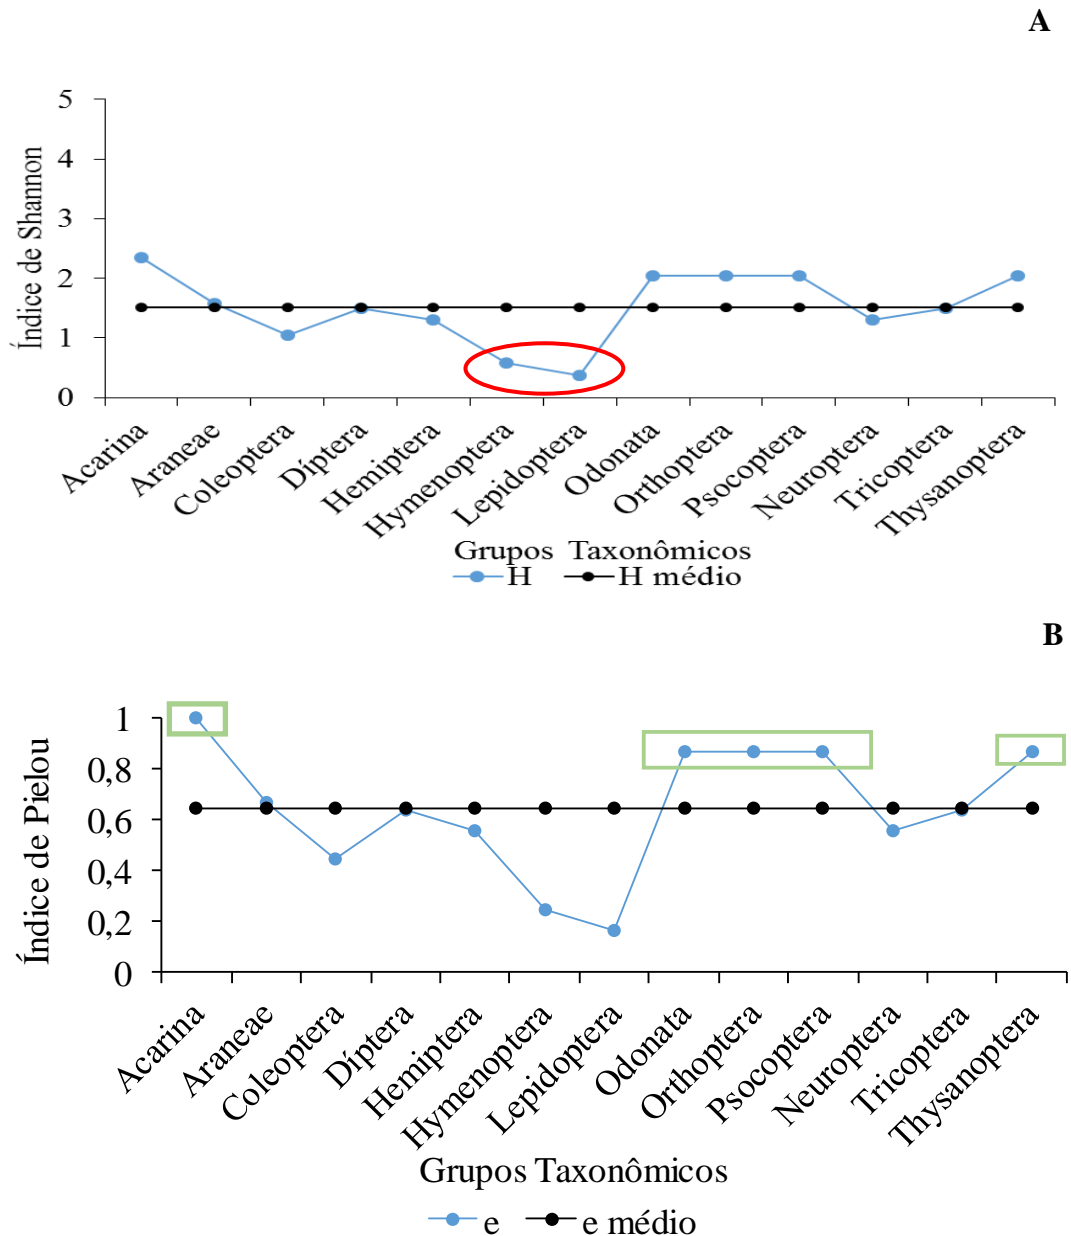 A
5
4
3
2
1
0
Índice de Shannon
Acarina
Araneae
Coleoptera
Díptera
Hemiptera
Hymenoptera
Lepidoptera
Odonata
Orthoptera
Psocoptera
Neuroptera
Tricoptera
Thysanoptera
Grupos Taxonômicos
H H médio
B
1
0,8
0,6
0,4
0,2
0
Índice de Pielou
Acarina
Araneae
Coleoptera
Díptera
Hemiptera
Hymenoptera
Lepidoptera
Odonata
Orthoptera
Psocoptera
Neuroptera
Tricoptera
Thysanoptera
Grupos Taxonômicos
e e médio